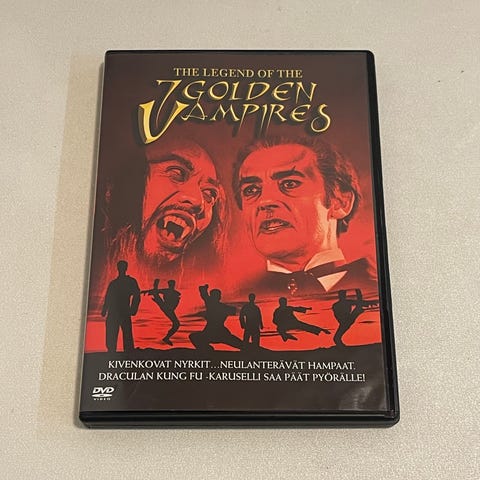 THE LEGEND OF THE
7 GOLDEN
VAMPIRES
KIVENKOVAT NYRKIT...NEULANTERÄVÄT HAMPAAT.
DRACULAN KUNG FU -KARUSELLI SAA PÄÄT PYÖRÄLLE!
DVD
VIDEO